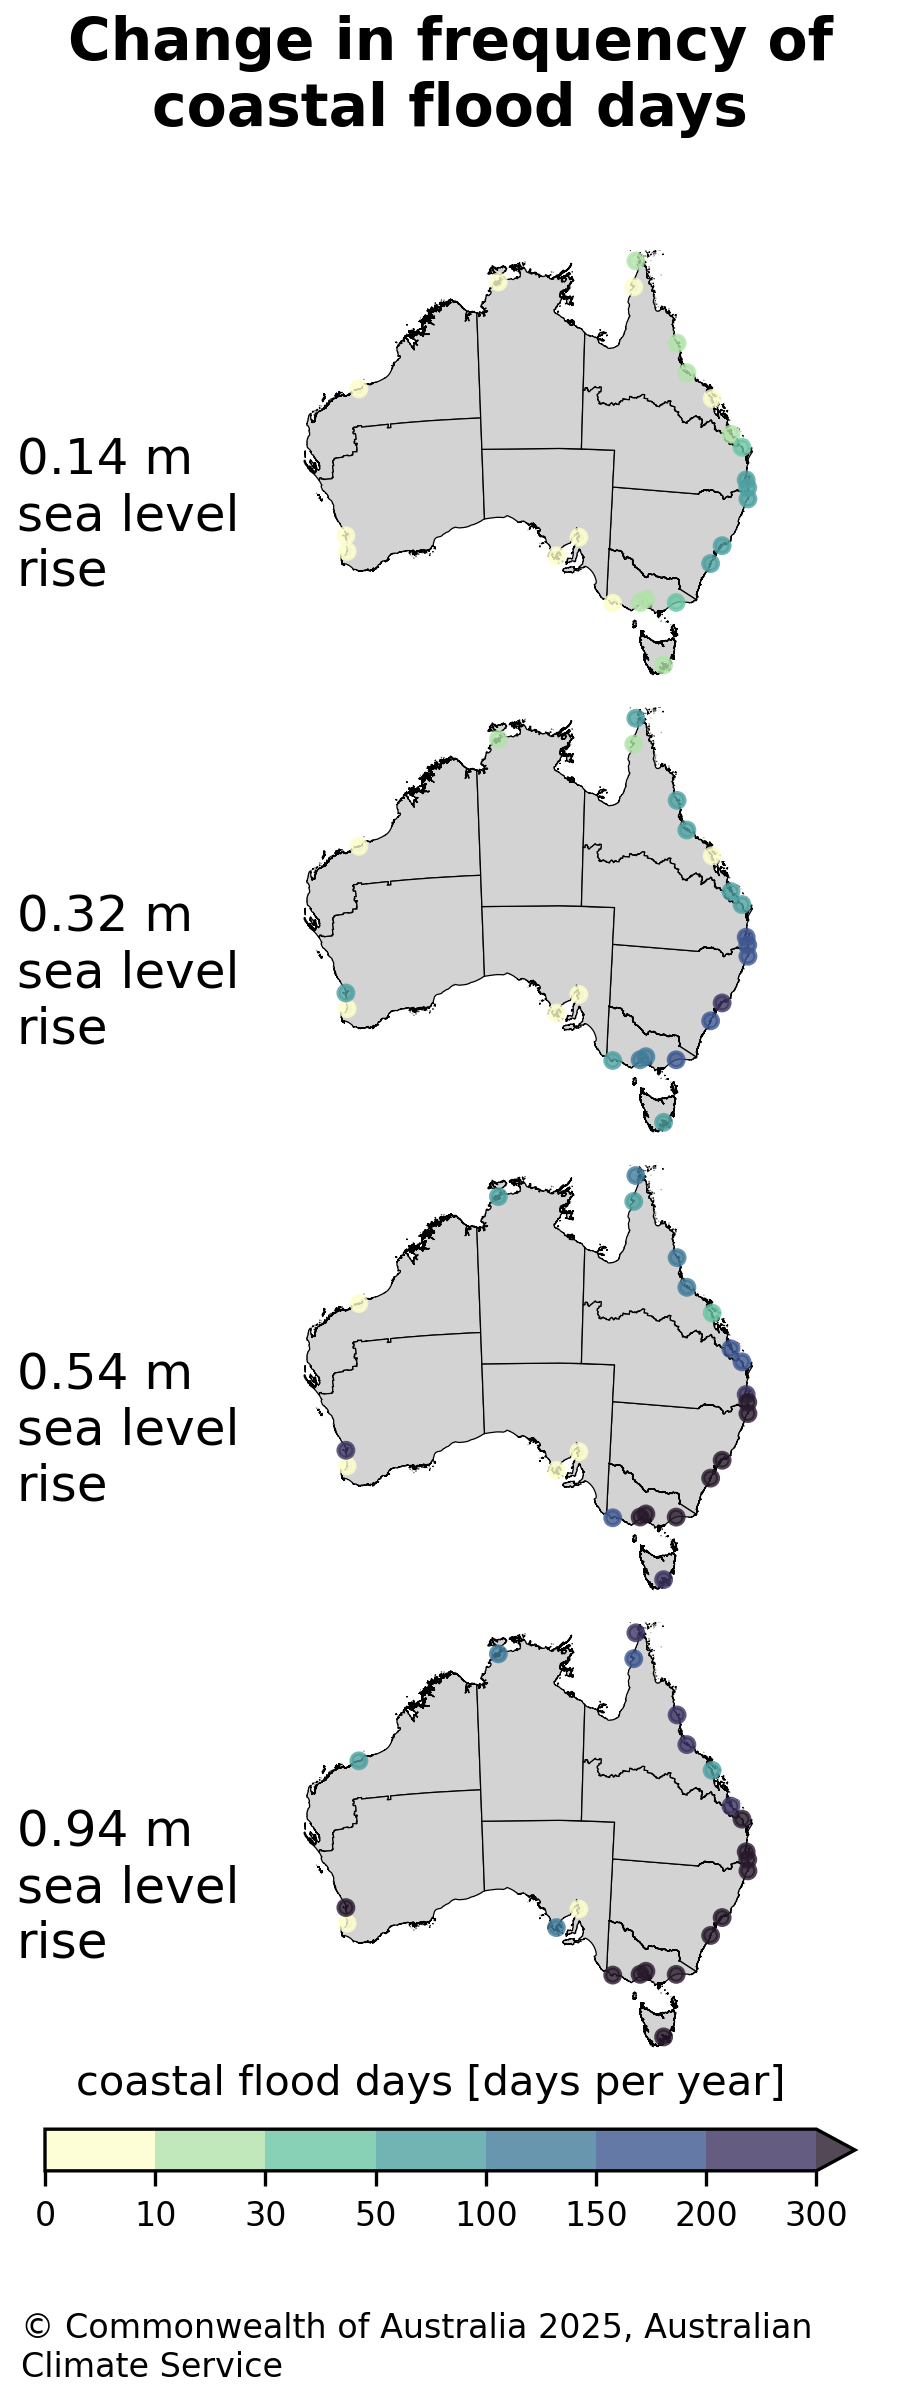 Change in frequency of
coastal flood days
0.14 m
sea level
rise
0.32 m
sea level
rise
0.54 m
sea level
rise
0.94 m
sea level
rise
coastal flood days [days per year]
0 10 30 50 100 150 200 300
© Commonwealth of Australia 2025, Australian
Climate Service